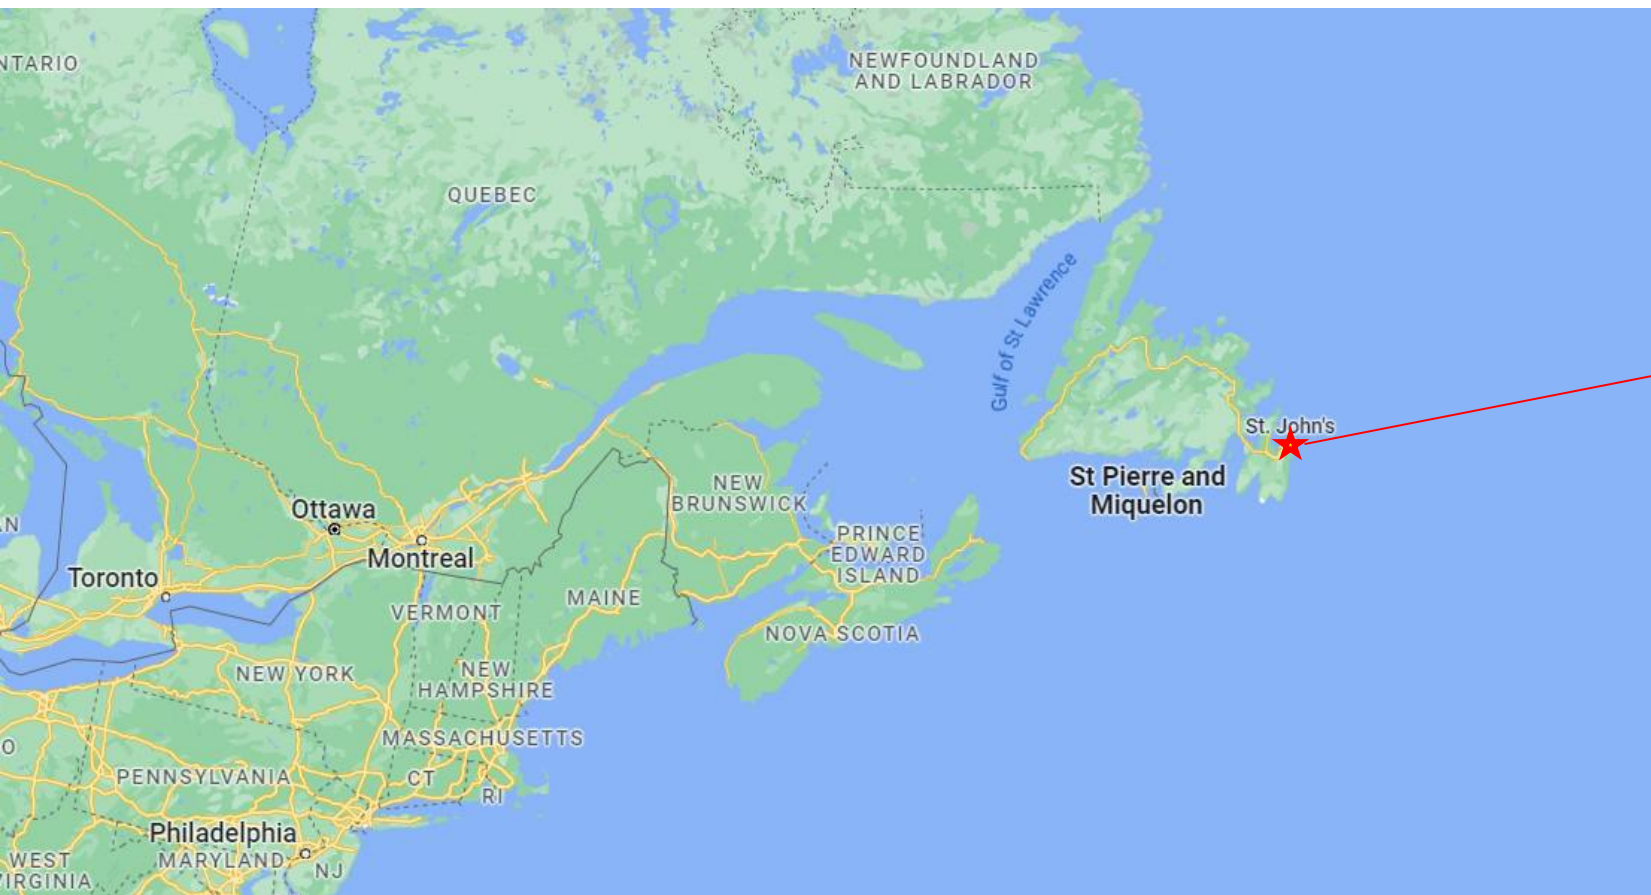 NTARIO
NEWFOUNDLAND
AND LABRADOR
QUEBEC
Gulf of St Lawrence
St. John's
St Pierre and
Miquelon
NEW
BRUNSWICK
Ottawa
AN
Montreal
PRINCE
EDWARD
ISLAND
Toronto
MAINE
VERMONT
NOVA SCOTIA
NEW YORK
NEW
HAMPSHIRE
MASSACHUSETTS
O
PENNSYLVANIA
CT
RI
Philadelphia
WEST
VIRGINIA
MARYLAND
NJ